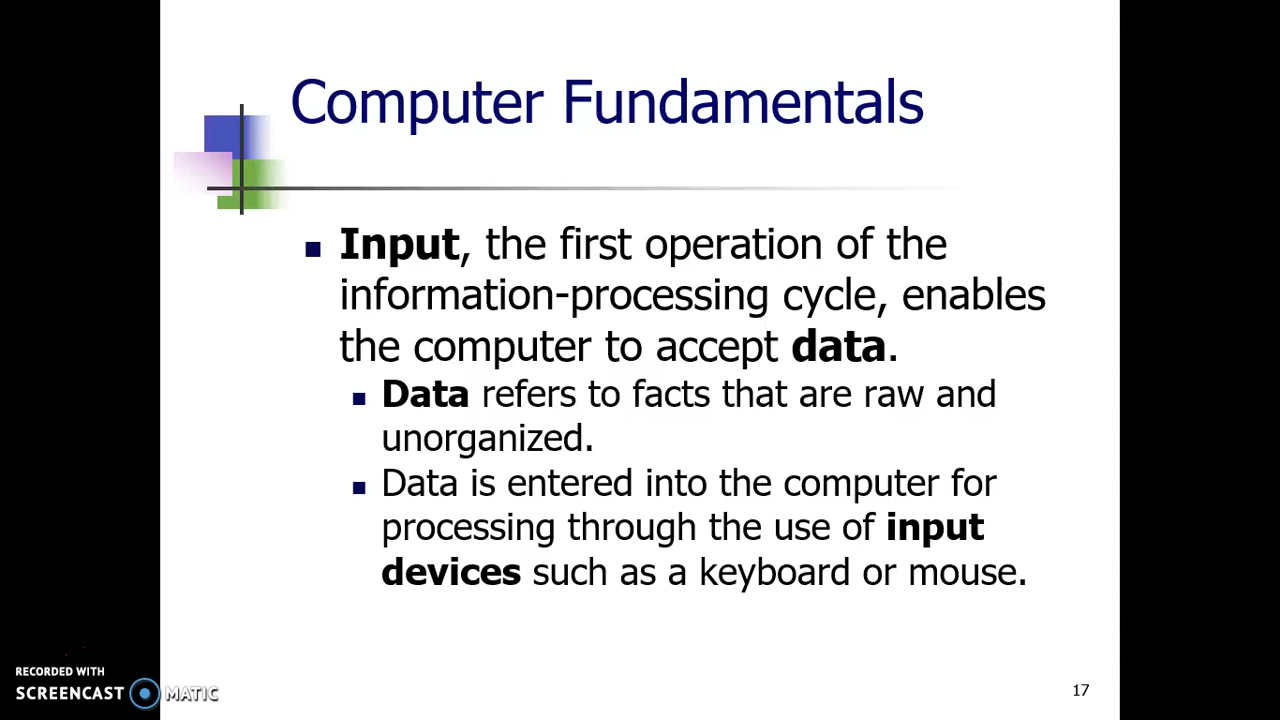 Computer Fundamentals
Input, the first operation of the
information-processing cycle, enables
the computer to accept data.
Data refers to facts that are raw and
unorganized.
Data is entered into the computer for
processing through the use of input
devices such as a keyboard or mouse.
RECORDED WITH
SCREENCAST MATIC
17